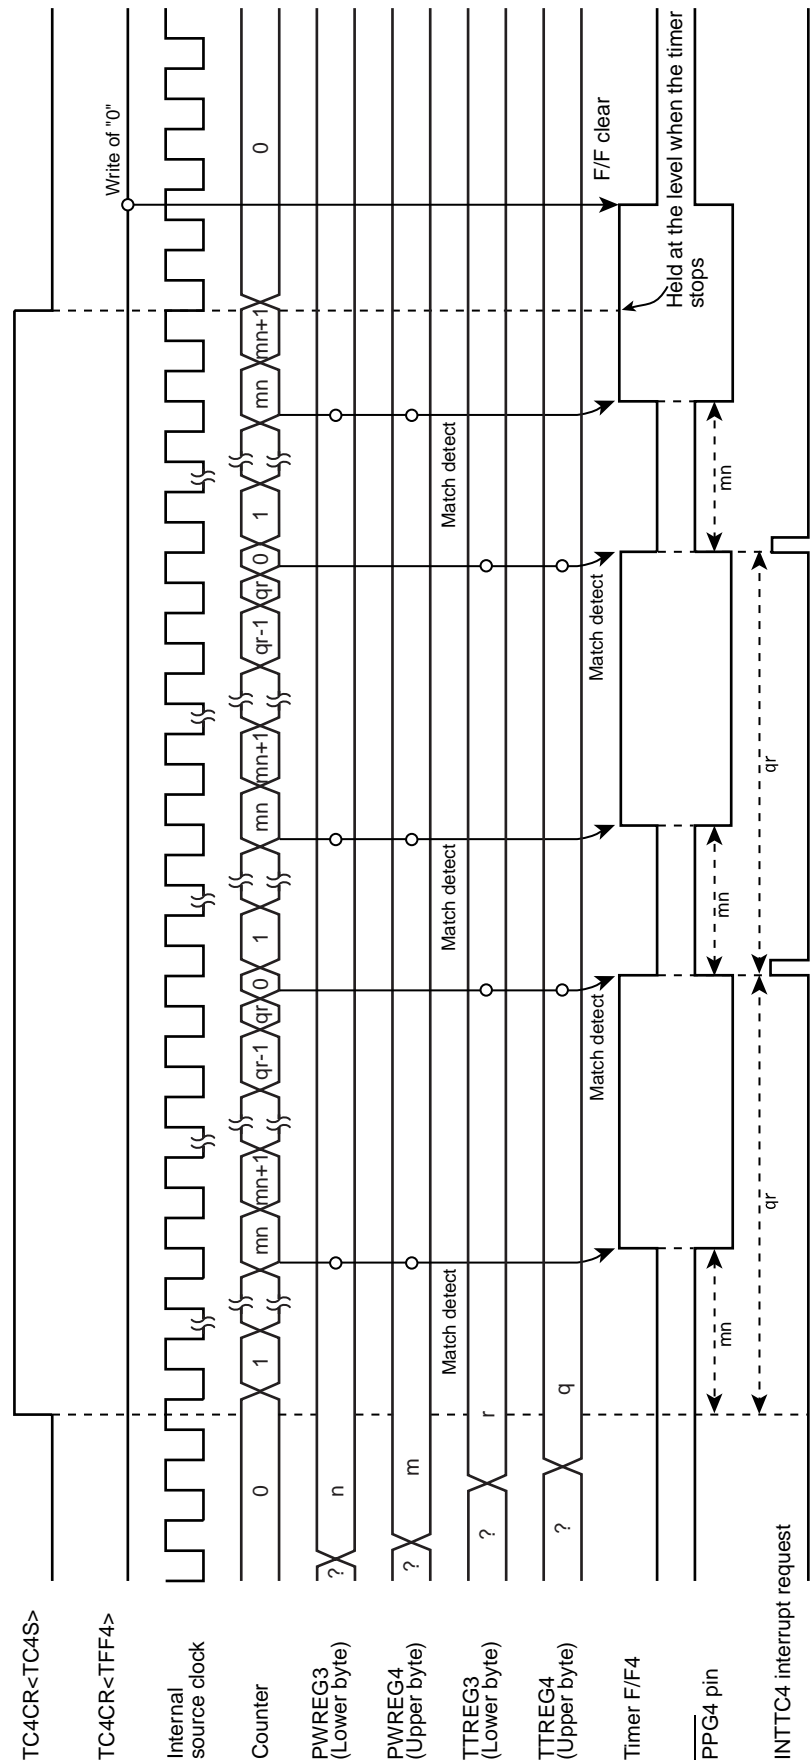 TC4CR<TC4S>
TC4CR<TFF4>
Write of "0"
Internal
source clock
Counter
0
1
mn
mn+1
qr-1
qr
0
1
mn
mn+1
qr-1
qr
0
1
mn
mn+1
0
PWREG3
(Lower byte)
?
n
PWREG4
(Upper byte)
?
m
Match detect
Match detect
Match detect
TTREG3
(Lower byte)
?
r
TTREG4
(Upper byte)
?
q
Match detect
Match detect
F/F clear
Timer F/F4
Held at the level when the timer
stops
PPG4 pin
mn
mn
mn
qr
qr
INTTC4 interrupt request